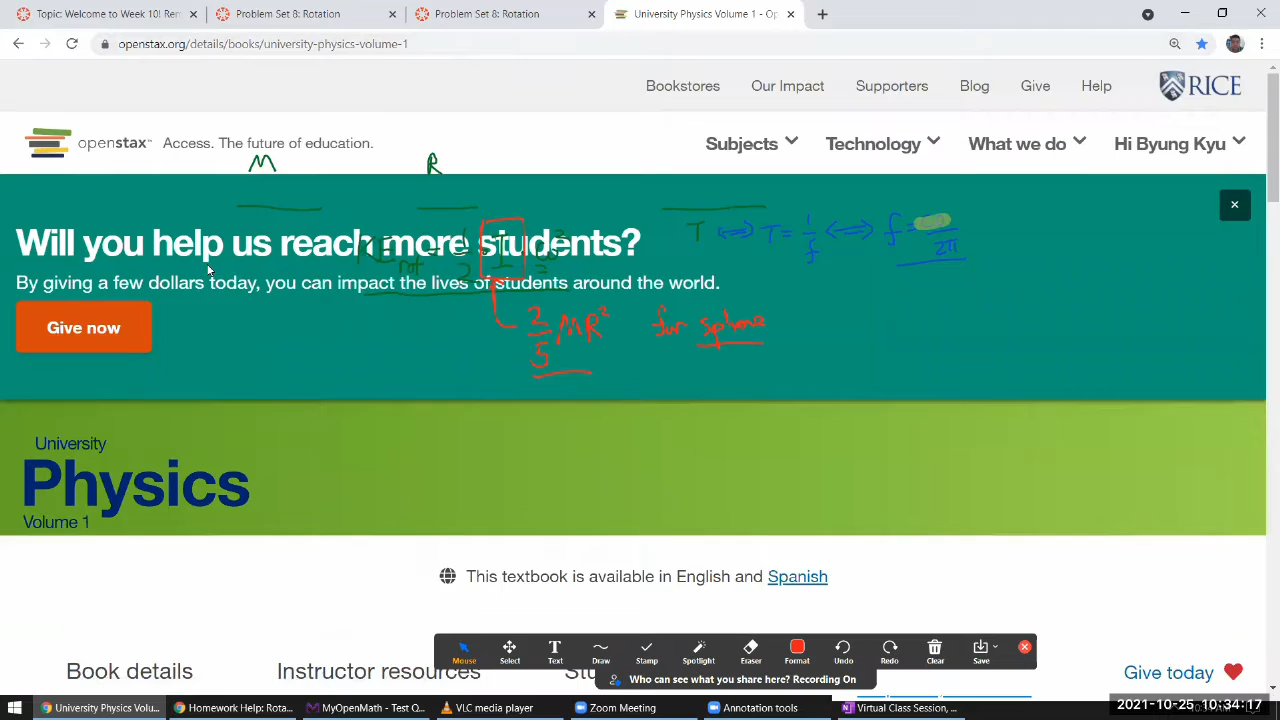 Topic: Welcome to Week 10! Rem
Problem Set 8: Rotation
Problem Set 8: Rotation
University Physics Volume 1 - Op
openstax.org/details/books/university-physics-volume-1
Bookstores
Our Impact
Supporters
Blog
Give
Help
RICE
openstax™
Access. The future of education.
Subjects
Technology
What we do
Hi Byung Kyu
M
R
Will you help us reach more students?
KE rot = 1/2 I ω²
T ⟺ T = 1/f ⟺ f = /2π
By giving a few dollars today, you can impact the lives of students around the world.
Give now
2/5 MR² for sphere
University
Physics
Volume 1
This textbook is available in English and Spanish
Mouse
Select
Text
Draw
Stamp
Spotlight
Eraser
Format
Undo
Redo
Clear
Save
Book details
Instructor resources
Give today
Who can see what you share here? Recording On
University Physics Volu...
Homework Help: Rota...
MyOpenMath - Test Q...
VLC media player
Zoom Meeting
Annotation tools
Virtual Class Session, ...
2021-10-25 10:34:17